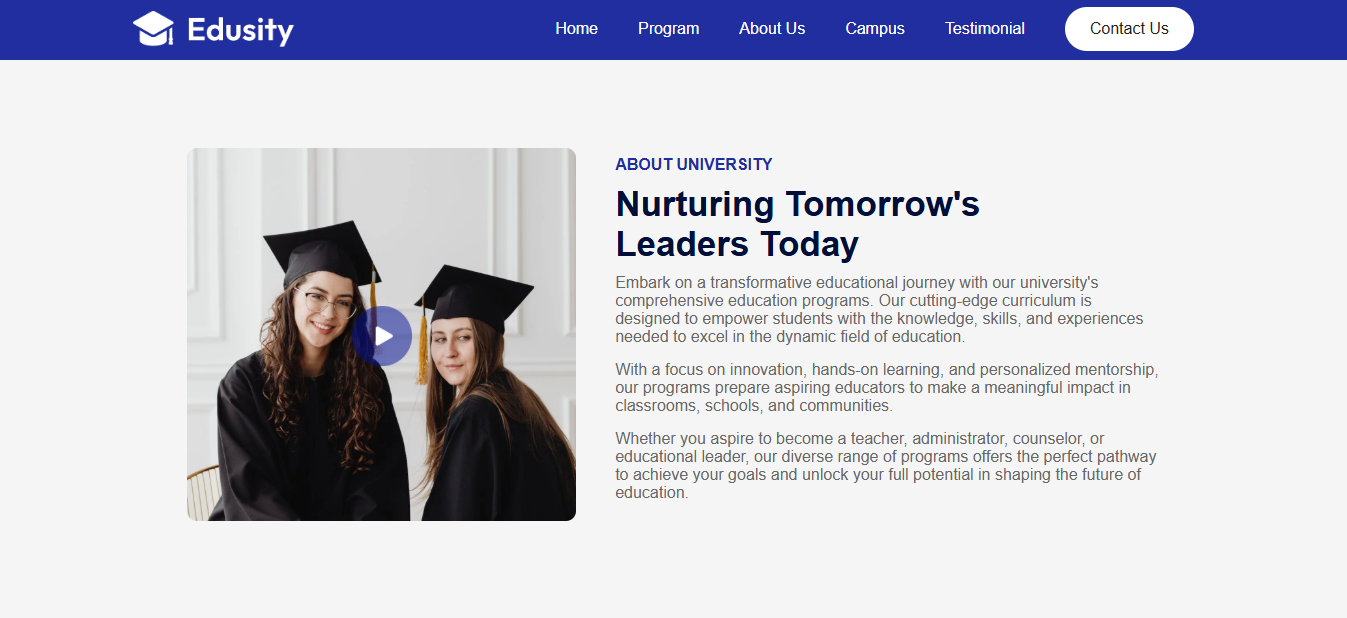 Edusity
Home
Program
About Us
Campus
Testimonial
Contact Us
ABOUT UNIVERSITY
Nurturing Tomorrow's
Leaders Today
Embark on a transformative educational journey with our university's
comprehensive education programs. Our cutting-edge curriculum is
designed to empower students with the knowledge, skills, and experiences
needed to excel in the dynamic field of education.
With a focus on innovation, hands-on learning, and personalized mentorship,
our programs prepare aspiring educators to make a meaningful impact in
classrooms, schools, and communities.
Whether you aspire to become a teacher, administrator, counselor, or
educational leader, our diverse range of programs offers the perfect pathway
to achieve your goals and unlock your full potential in shaping the future of
education.